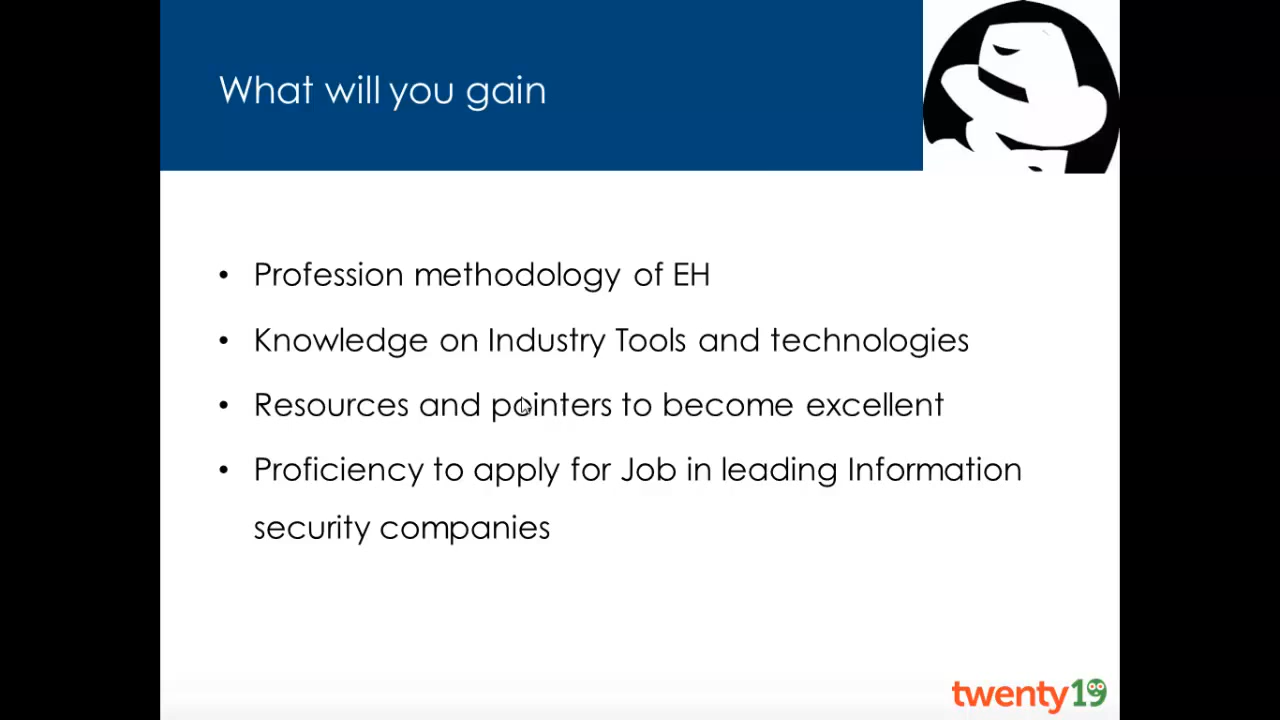 What will you gain
• Profession methodology of EH
• Knowledge on Industry Tools and technologies
• Resources and pointers to become excellent
• Proficiency to apply for Job in leading Information
security companies
twenty19